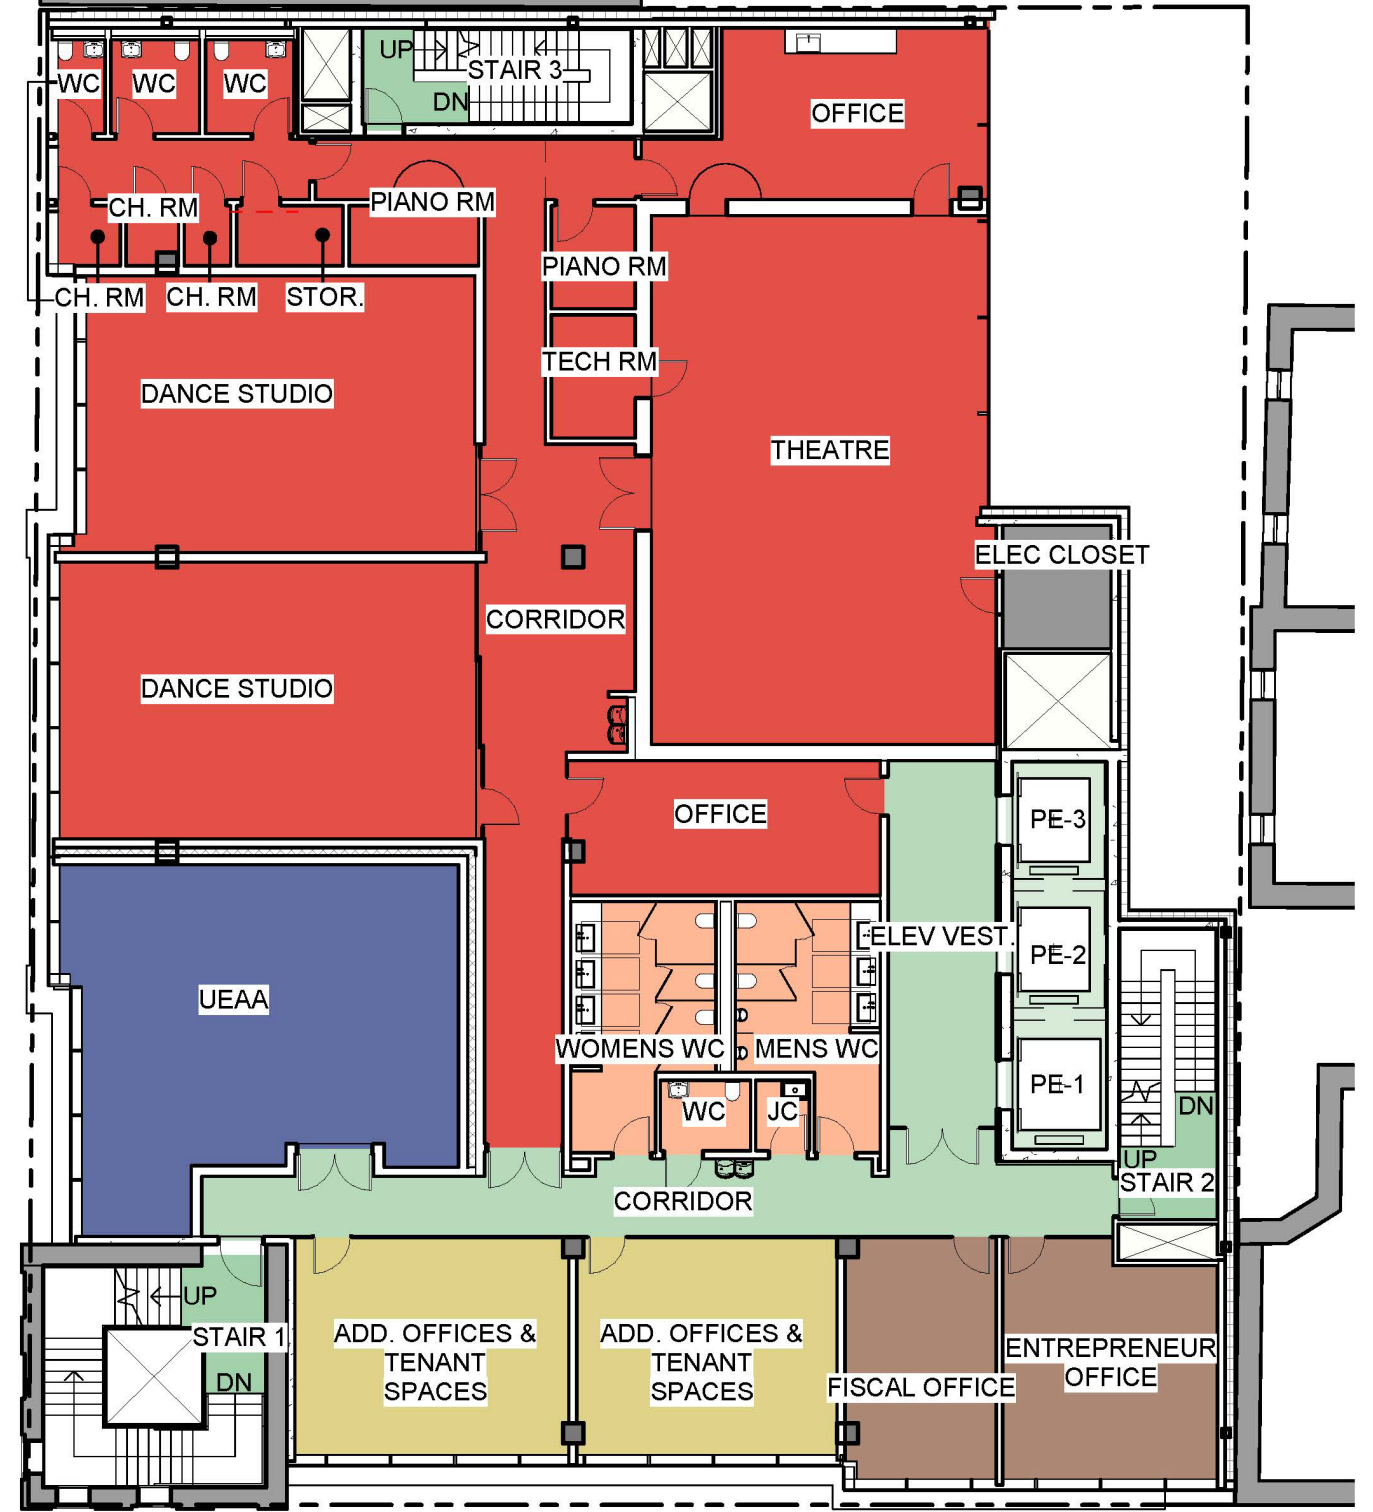 UP
STAIR 3
DN
WC
WC
WC
OFFICE
CH. RM
PIANO RM
PIANO RM
CH. RM
CH. RM
STOR.
TECH RM
DANCE STUDIO
THEATRE
ELEC CLOSET
CORRIDOR
DANCE STUDIO
OFFICE
PE-3
ELEV VEST.
PE-2
UEAA
WOMENS WC
MENS WC
PE-1
WC
JC
DN
UP
STAIR 2
CORRIDOR
UP
STAIR 1
DN
ADD. OFFICES &
TENANT
SPACES
ADD. OFFICES &
TENANT
SPACES
FISCAL OFFICE
ENTREPRENEUR
OFFICE